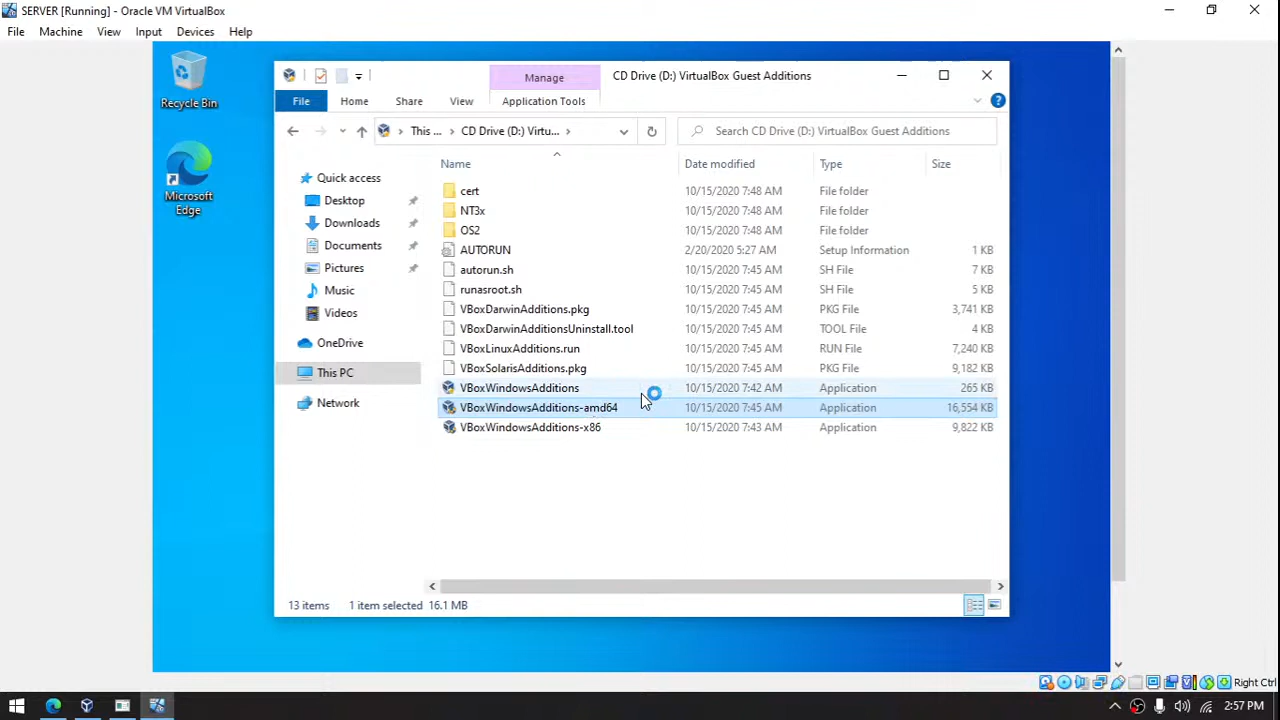 SERVER [Running] - Oracle VM VirtualBox
File Machine View Input Devices Help
Recycle Bin
Microsoft
Edge
Manage
CD Drive (D:) VirtualBox Guest Additions
File Home Share View Application Tools
This ... CD Drive (D:) Virtu...
Search CD Drive (D:) VirtualBox Guest Additions
Name Date modified Type Size
Quick access
Desktop
Downloads
Documents
Pictures
Music
Videos
OneDrive
This PC
Network
cert 10/15/2020 7:48 AM File folder
NT3x 10/15/2020 7:48 AM File folder
OS2 10/15/2020 7:48 AM File folder
AUTORUN 2/20/2020 5:27 AM Setup Information 1 KB
autorun.sh 10/15/2020 7:45 AM SH File 7 KB
runasroot.sh 10/15/2020 7:45 AM SH File 5 KB
VBoxDarwinAdditions.pkg 10/15/2020 7:45 AM PKG File 3,741 KB
VBoxDarwinAdditionsUninstall.tool 10/15/2020 7:45 AM TOOL File 4 KB
VBoxLinuxAdditions.run 10/15/2020 7:45 AM RUN File 7,240 KB
VBoxSolarisAdditions.pkg 10/15/2020 7:45 AM PKG File 9,182 KB
VBoxWindowsAdditions 10/15/2020 7:42 AM Application 265 KB
VBoxWindowsAdditions-amd64 10/15/2020 7:45 AM Application 16,554 KB
VBoxWindowsAdditions-x86 10/15/2020 7:43 AM Application 9,822 KB
13 items 1 item selected 16.1 MB
Right Ctrl
2:57 PM